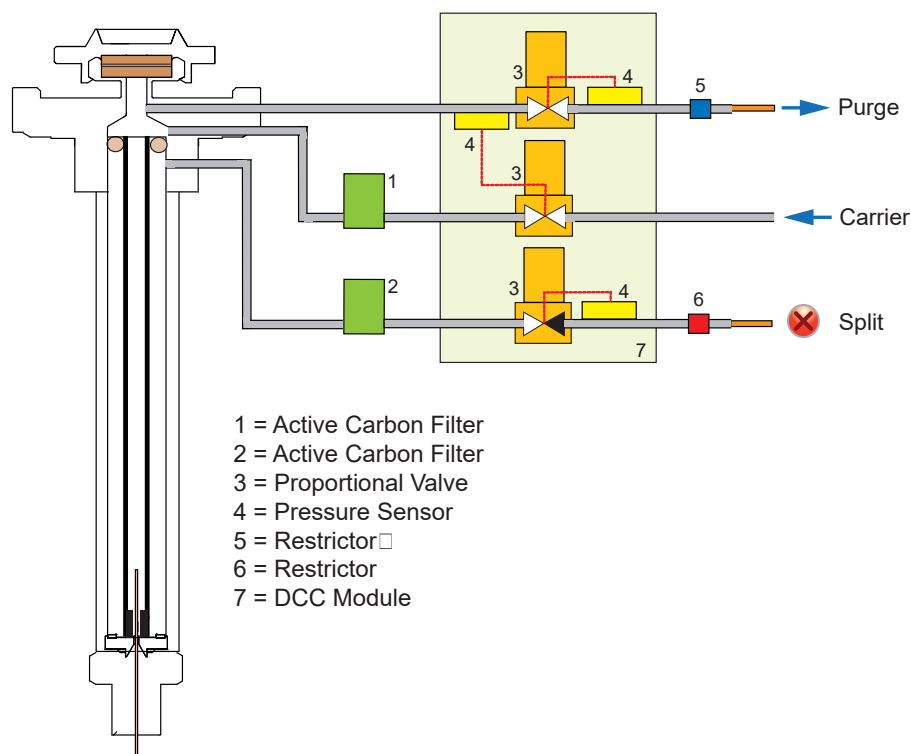 3
4
5
Purge
4
3
1
Carrier
2
3
4
6
Split
7
1 = Active Carbon Filter
2 = Active Carbon Filter
3 = Proportional Valve
4 = Pressure Sensor
5 = Restrictor□
6 = Restrictor
7 = DCC Module